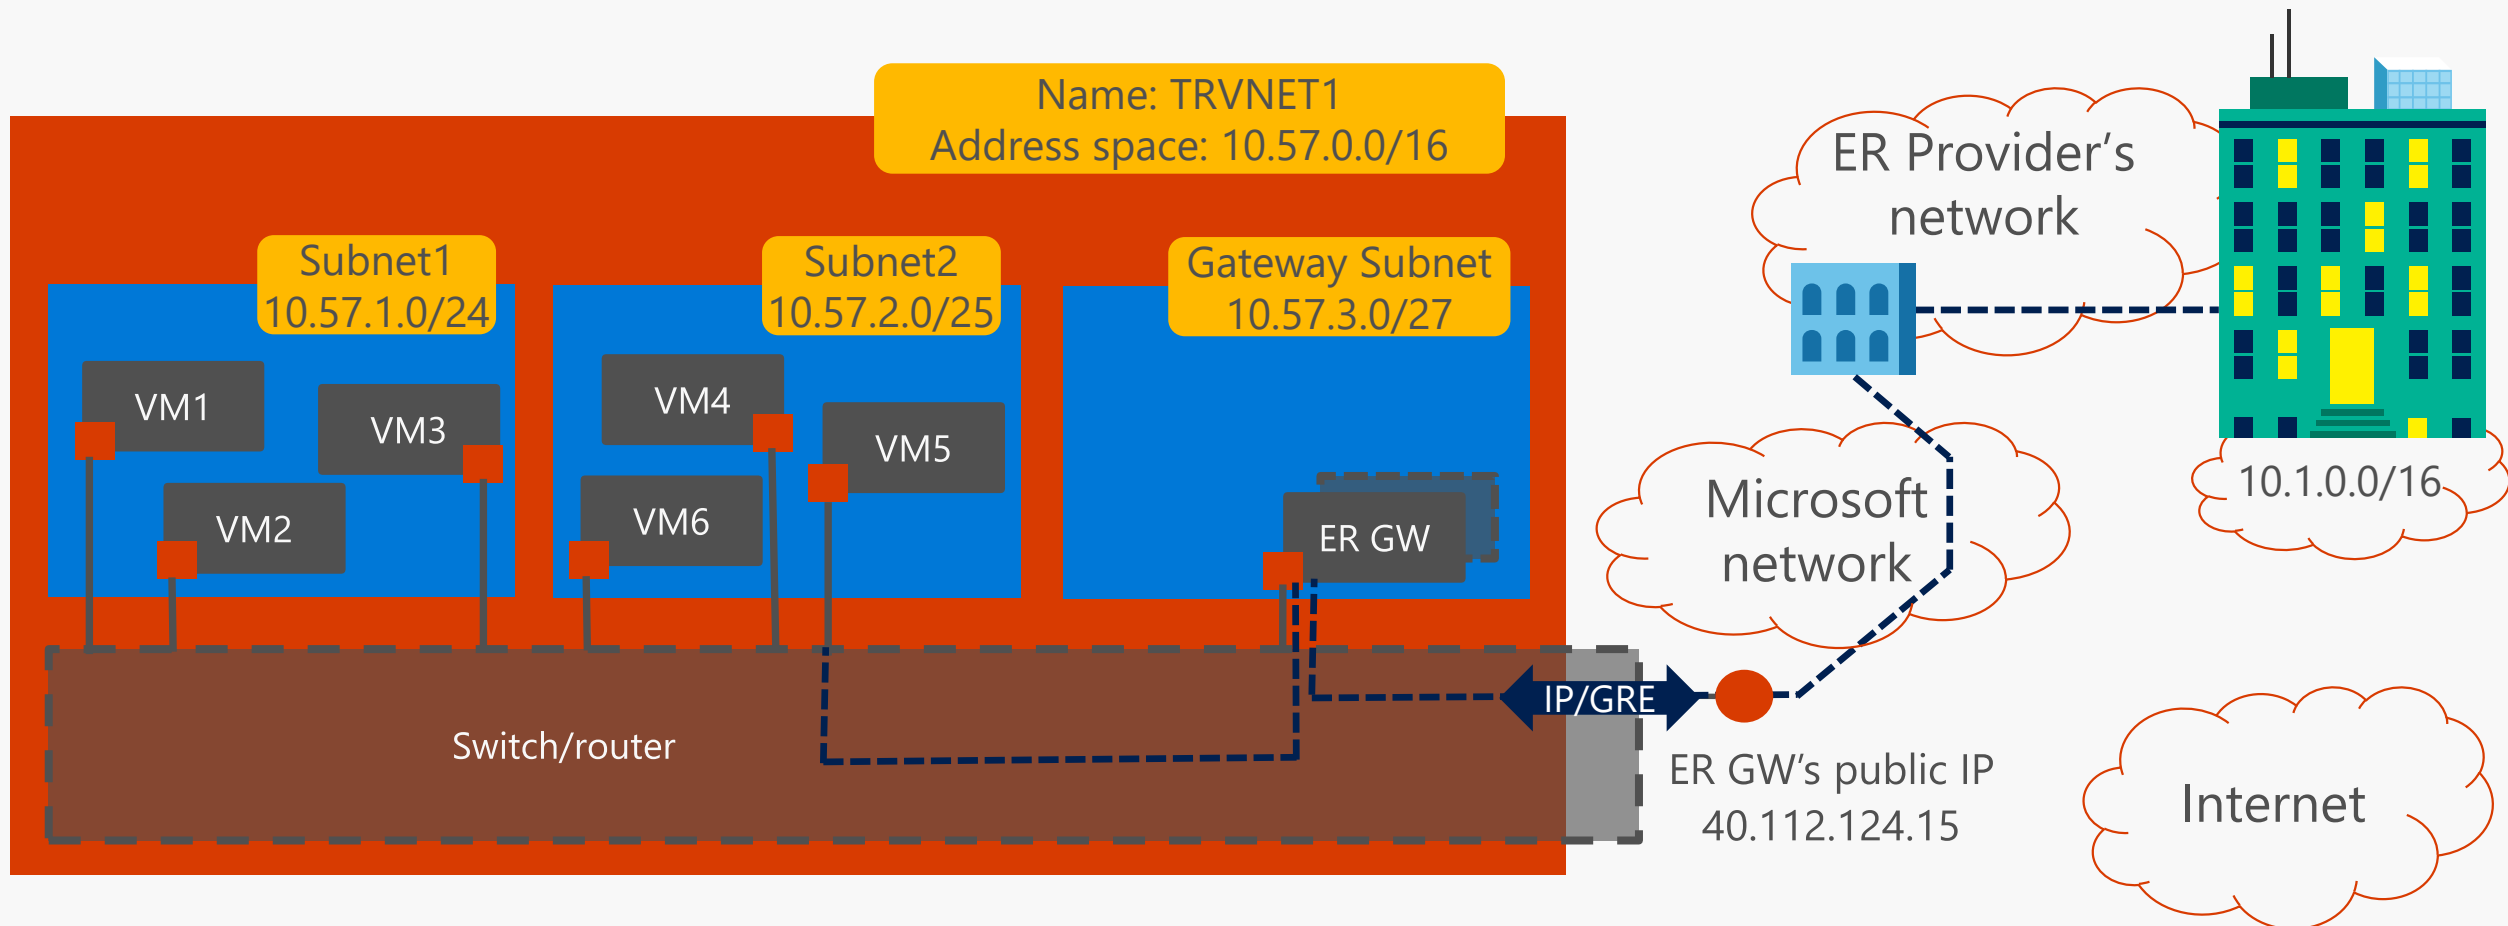 Name: TRVNET1
Address space: 10.57.0.0/16
Subnet1
10.57.1.0/24
Subnet2
10.57.2.0/25
Gateway Subnet
10.57.3.0/27
VM1
VM3
VM2
VM4
VM5
VM6
ER GW
Switch/router
IP/GRE
ER GW‘s public IP
40.112.124.15
ER Provider‘s
network
Microsoft
network
10.1.0.0/16
Internet